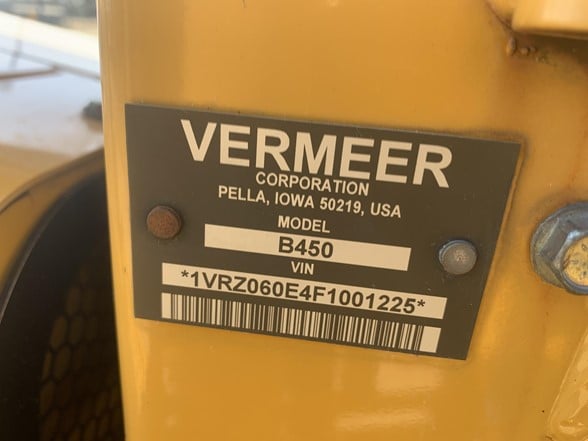 VERMEER
CORPORATION
PELLA, IOWA 50219, USA
MODEL
B450
VIN
*1VRZ060E4F1001225*